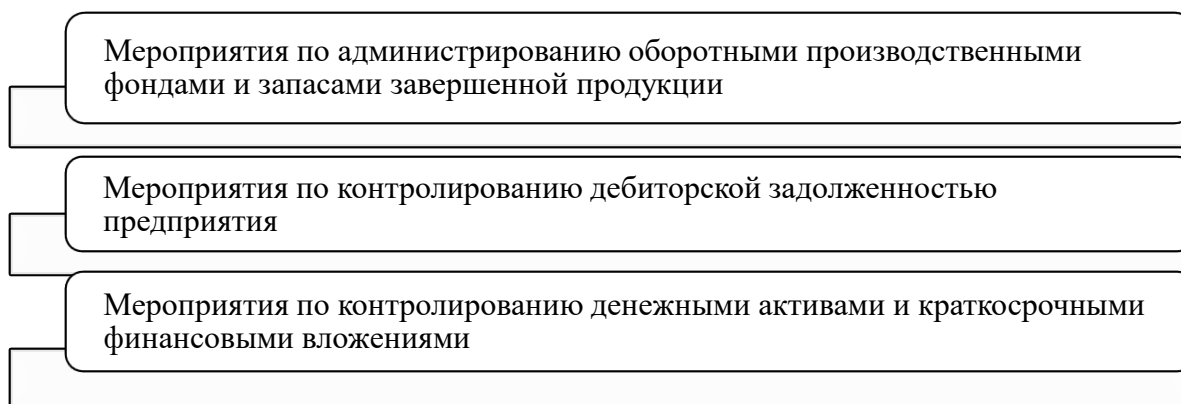 Мероприятия по администрированию оборотными производственными
фондами и запасами завершенной продукции
Мероприятия по контролированию дебиторской задолженностью
предприятия
Мероприятия по контролированию денежными активами и краткосрочными
финансовыми вложениями